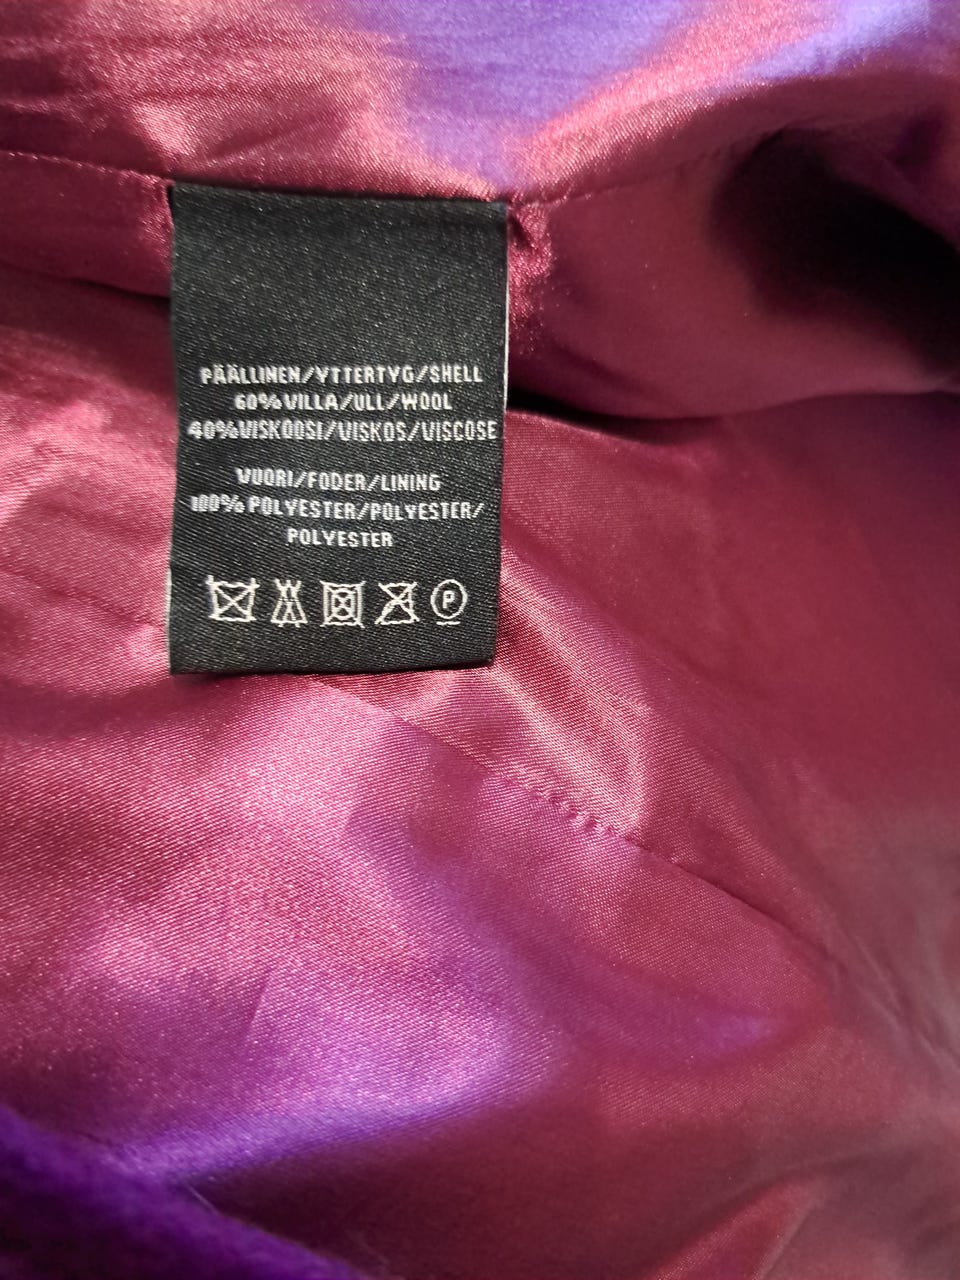 PÄÄLLINEN/YTTERTYG/SHELL
60% VILLA/ULL/WOOL
40%VISKOOSI/VISKOS/VISCOSE
VUORI/FODER/LINING
100% POLYESTER/POLYESTER/
POLYESTER
P